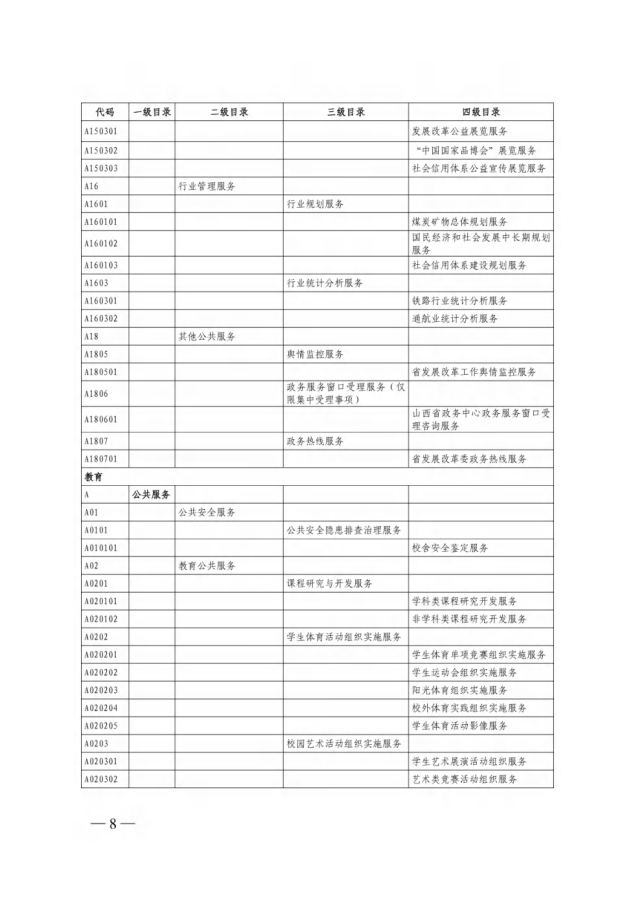 代码 一级目录 二级目录 三级目录 四级目录
A150301 发展改革公益展览服务
A150302 “中国国家品博会”展览服务
A150303 社会信用体系公益宣传展览服务
A16 行业管理服务
A1601 行业规划服务
A160101 煤炭矿物总体规划服务
A160102 国民经济和社会发展中长期规划
服务
A160103 社会信用体系建设规划服务
A1603 行业统计分析服务
A160301 铁路行业统计分析服务
A160302 通航业统计分析服务
A18 其他公共服务
A1805 舆情监控服务
A180501 省发展改革工作舆情监控服务
A1806 政务服务窗口受理服务（仅
限集中受理事项）
A180601 山西省政务中心政务服务窗口受
理咨询服务
A1807 政务热线服务
A180701 省发展改革委政务热线服务
教育
A 公共服务
A01 公共安全服务
A0101 公共安全隐患排查治理服务
A010101 校舍安全鉴定服务
A02 教育公共服务
A0201 课程研究与开发服务
A020101 学科类课程研究开发服务
A020102 非学科类课程研究开发服务
A0202 学生体育活动组织实施服务
A020201 学生体育单项竞赛组织实施服务
A020202 学生运动会组织实施服务
A020203 阳光体育组织实施服务
A020204 校外体育实践组织实施服务
A020205 学生体育活动影像服务
A0203 校园艺术活动组织实施服务
A020301 学生艺术展演活动组织服务
A020302 艺术类竞赛活动组织服务
— 8 —